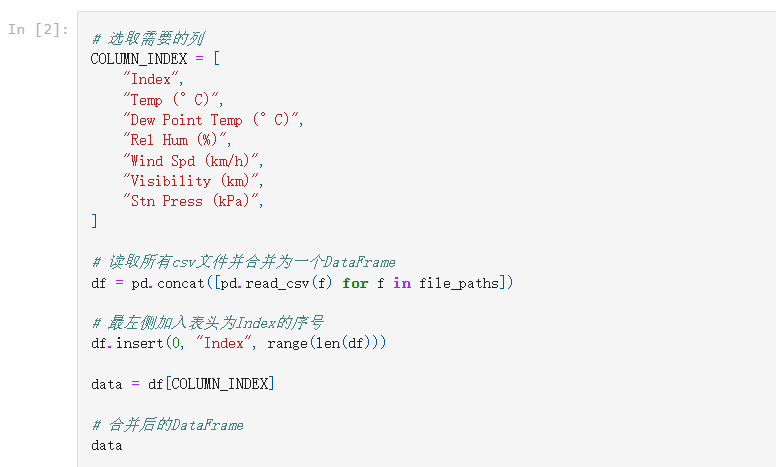 In [2]:
# 选取需要的列
COLUMN_INDEX = [
"Index",
"Temp (°C)",
"Dew Point Temp (°C)",
"Rel Hum (%)",
"Wind Spd (km/h)",
"Visibility (km)",
"Stn Press (kPa)",
]
# 读取所有csv文件并合并为一个DataFrame
df = pd.concat([pd.read_csv(f) for f in file_paths])
# 最左侧加入表头为Index的序号
df.insert(0, "Index", range(len(df)))
data = df[COLUMN_INDEX]
# 合并后的DataFrame
data